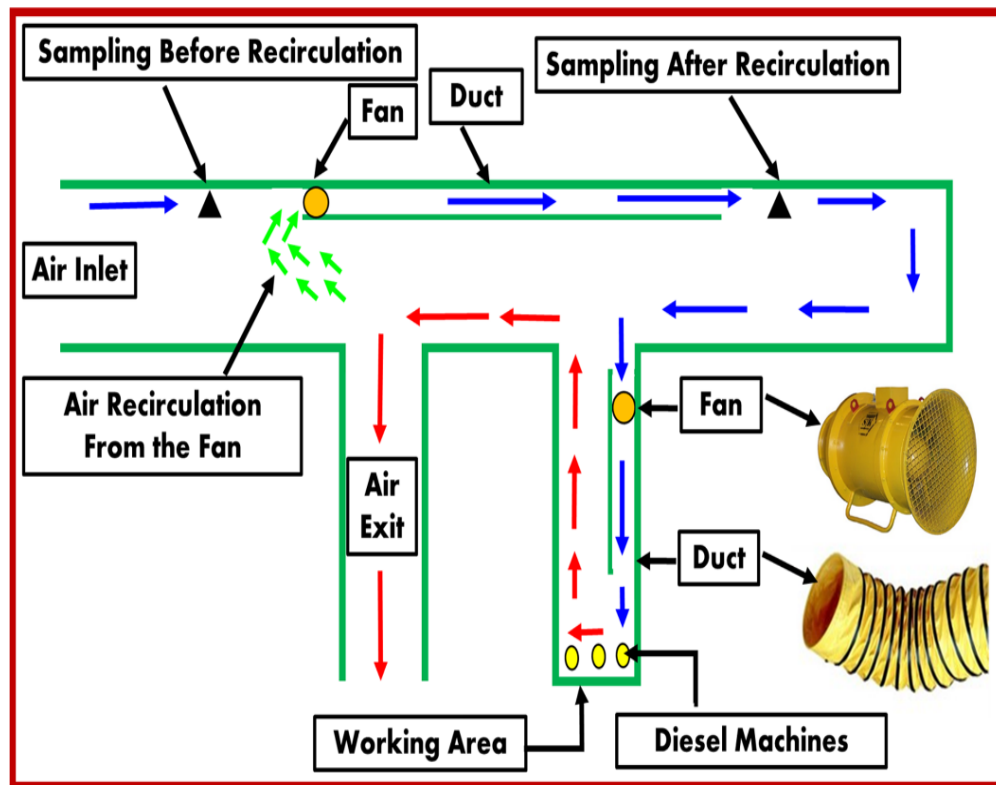 Sampling Before Recirculation
Fan
Duct
Sampling After Recirculation
Air Inlet
Air Recirculation
From the Fan
Air
Exit
Fan
Duct
Working Area
Diesel Machines